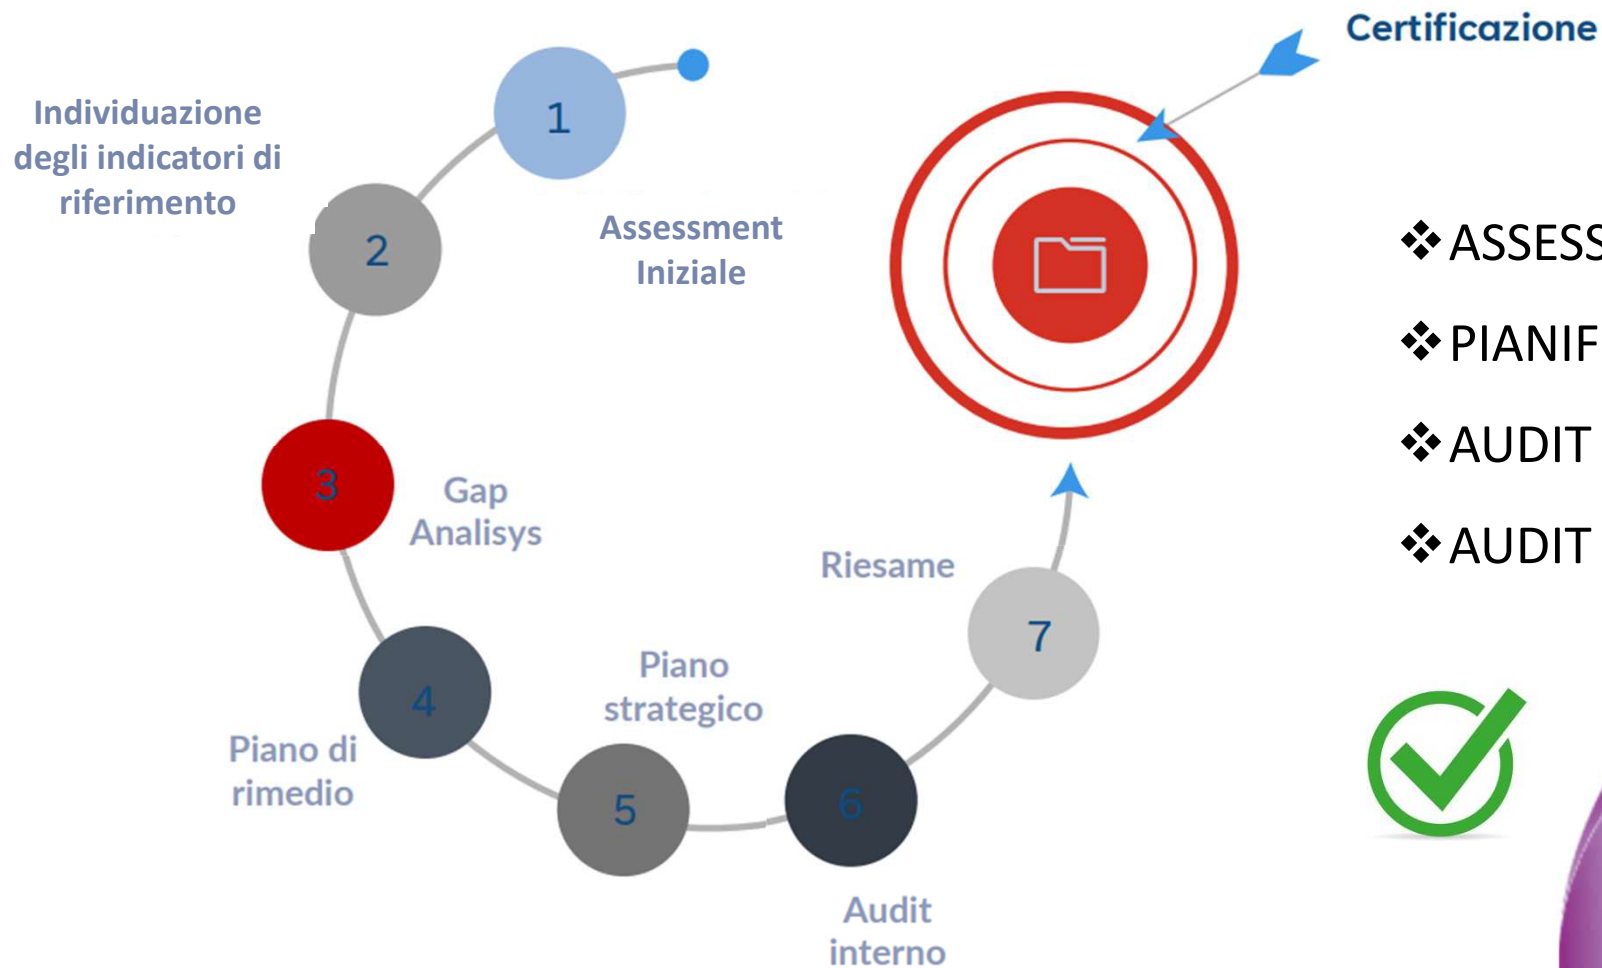 Certificazione
1
Individuazione
degli indicatori di
riferimento
2
Assessment
Iniziale
3
Gap
Analisys
4
Piano di
rimedio
5
Piano
strategico
6
Audit
interno
7
Riesame
❖ASSESS
❖PIANIF
❖AUDIT
❖AUDIT